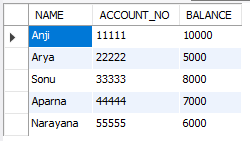 NAME ACCOUNT_NO BALANCE
Anji 11111 10000
Arya 22222 5000
Sonu 33333 8000
Aparna 44444 7000
Narayana 55555 6000